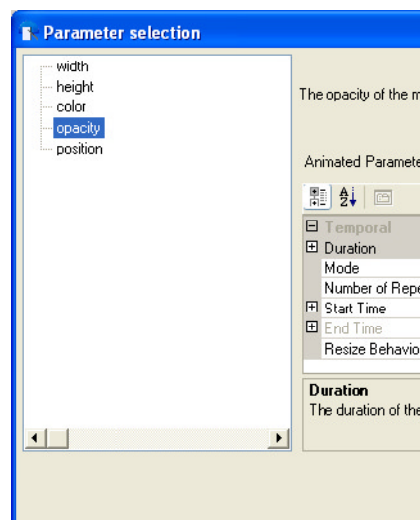 Parameter selection
width
height
color
opacity
position
The opacity of the m
Animated Paramete
Temporal
Duration
Mode
Number of Repe
Start Time
End Time
Resize Behavio
Duration
The duration of the